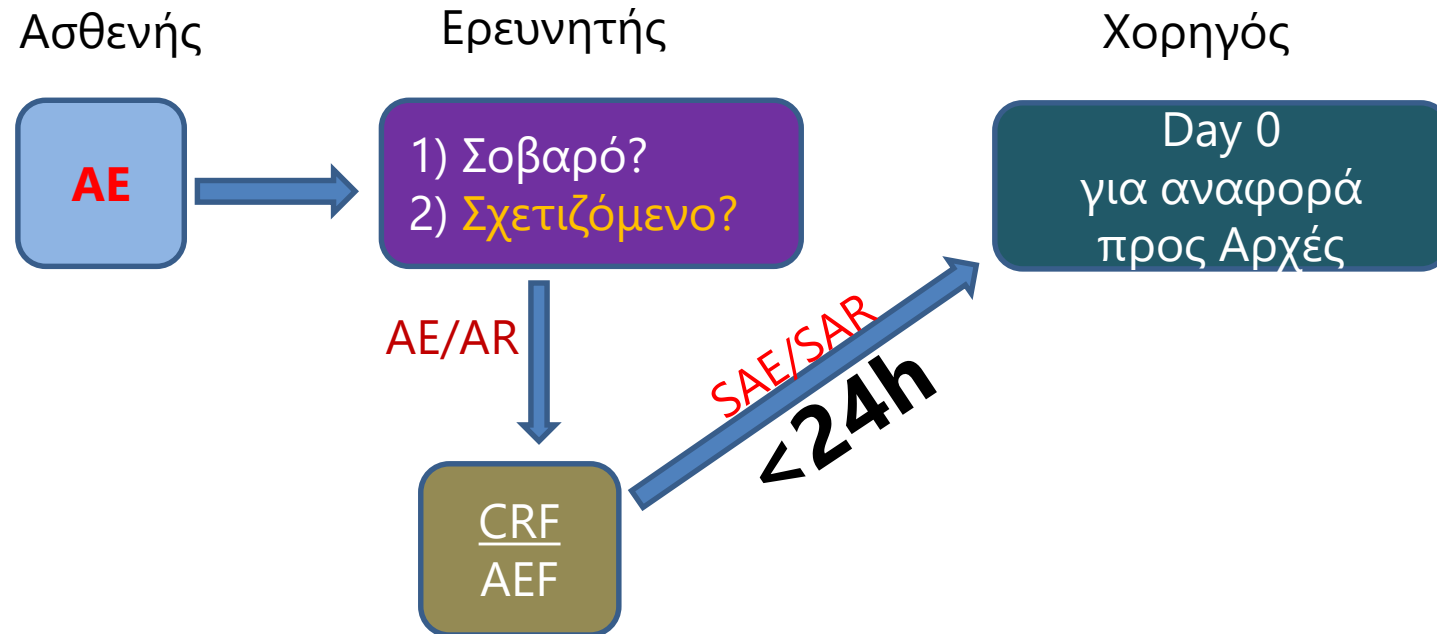 Ασθενής
Ερευνητής
Χορηγός
AE
1) Σοβαρό?
2) Σχετιζόμενο?
Day 0
για αναφορά
προς Αρχές
AE/AR
SAE/SAR
<24h
CRF
AEF